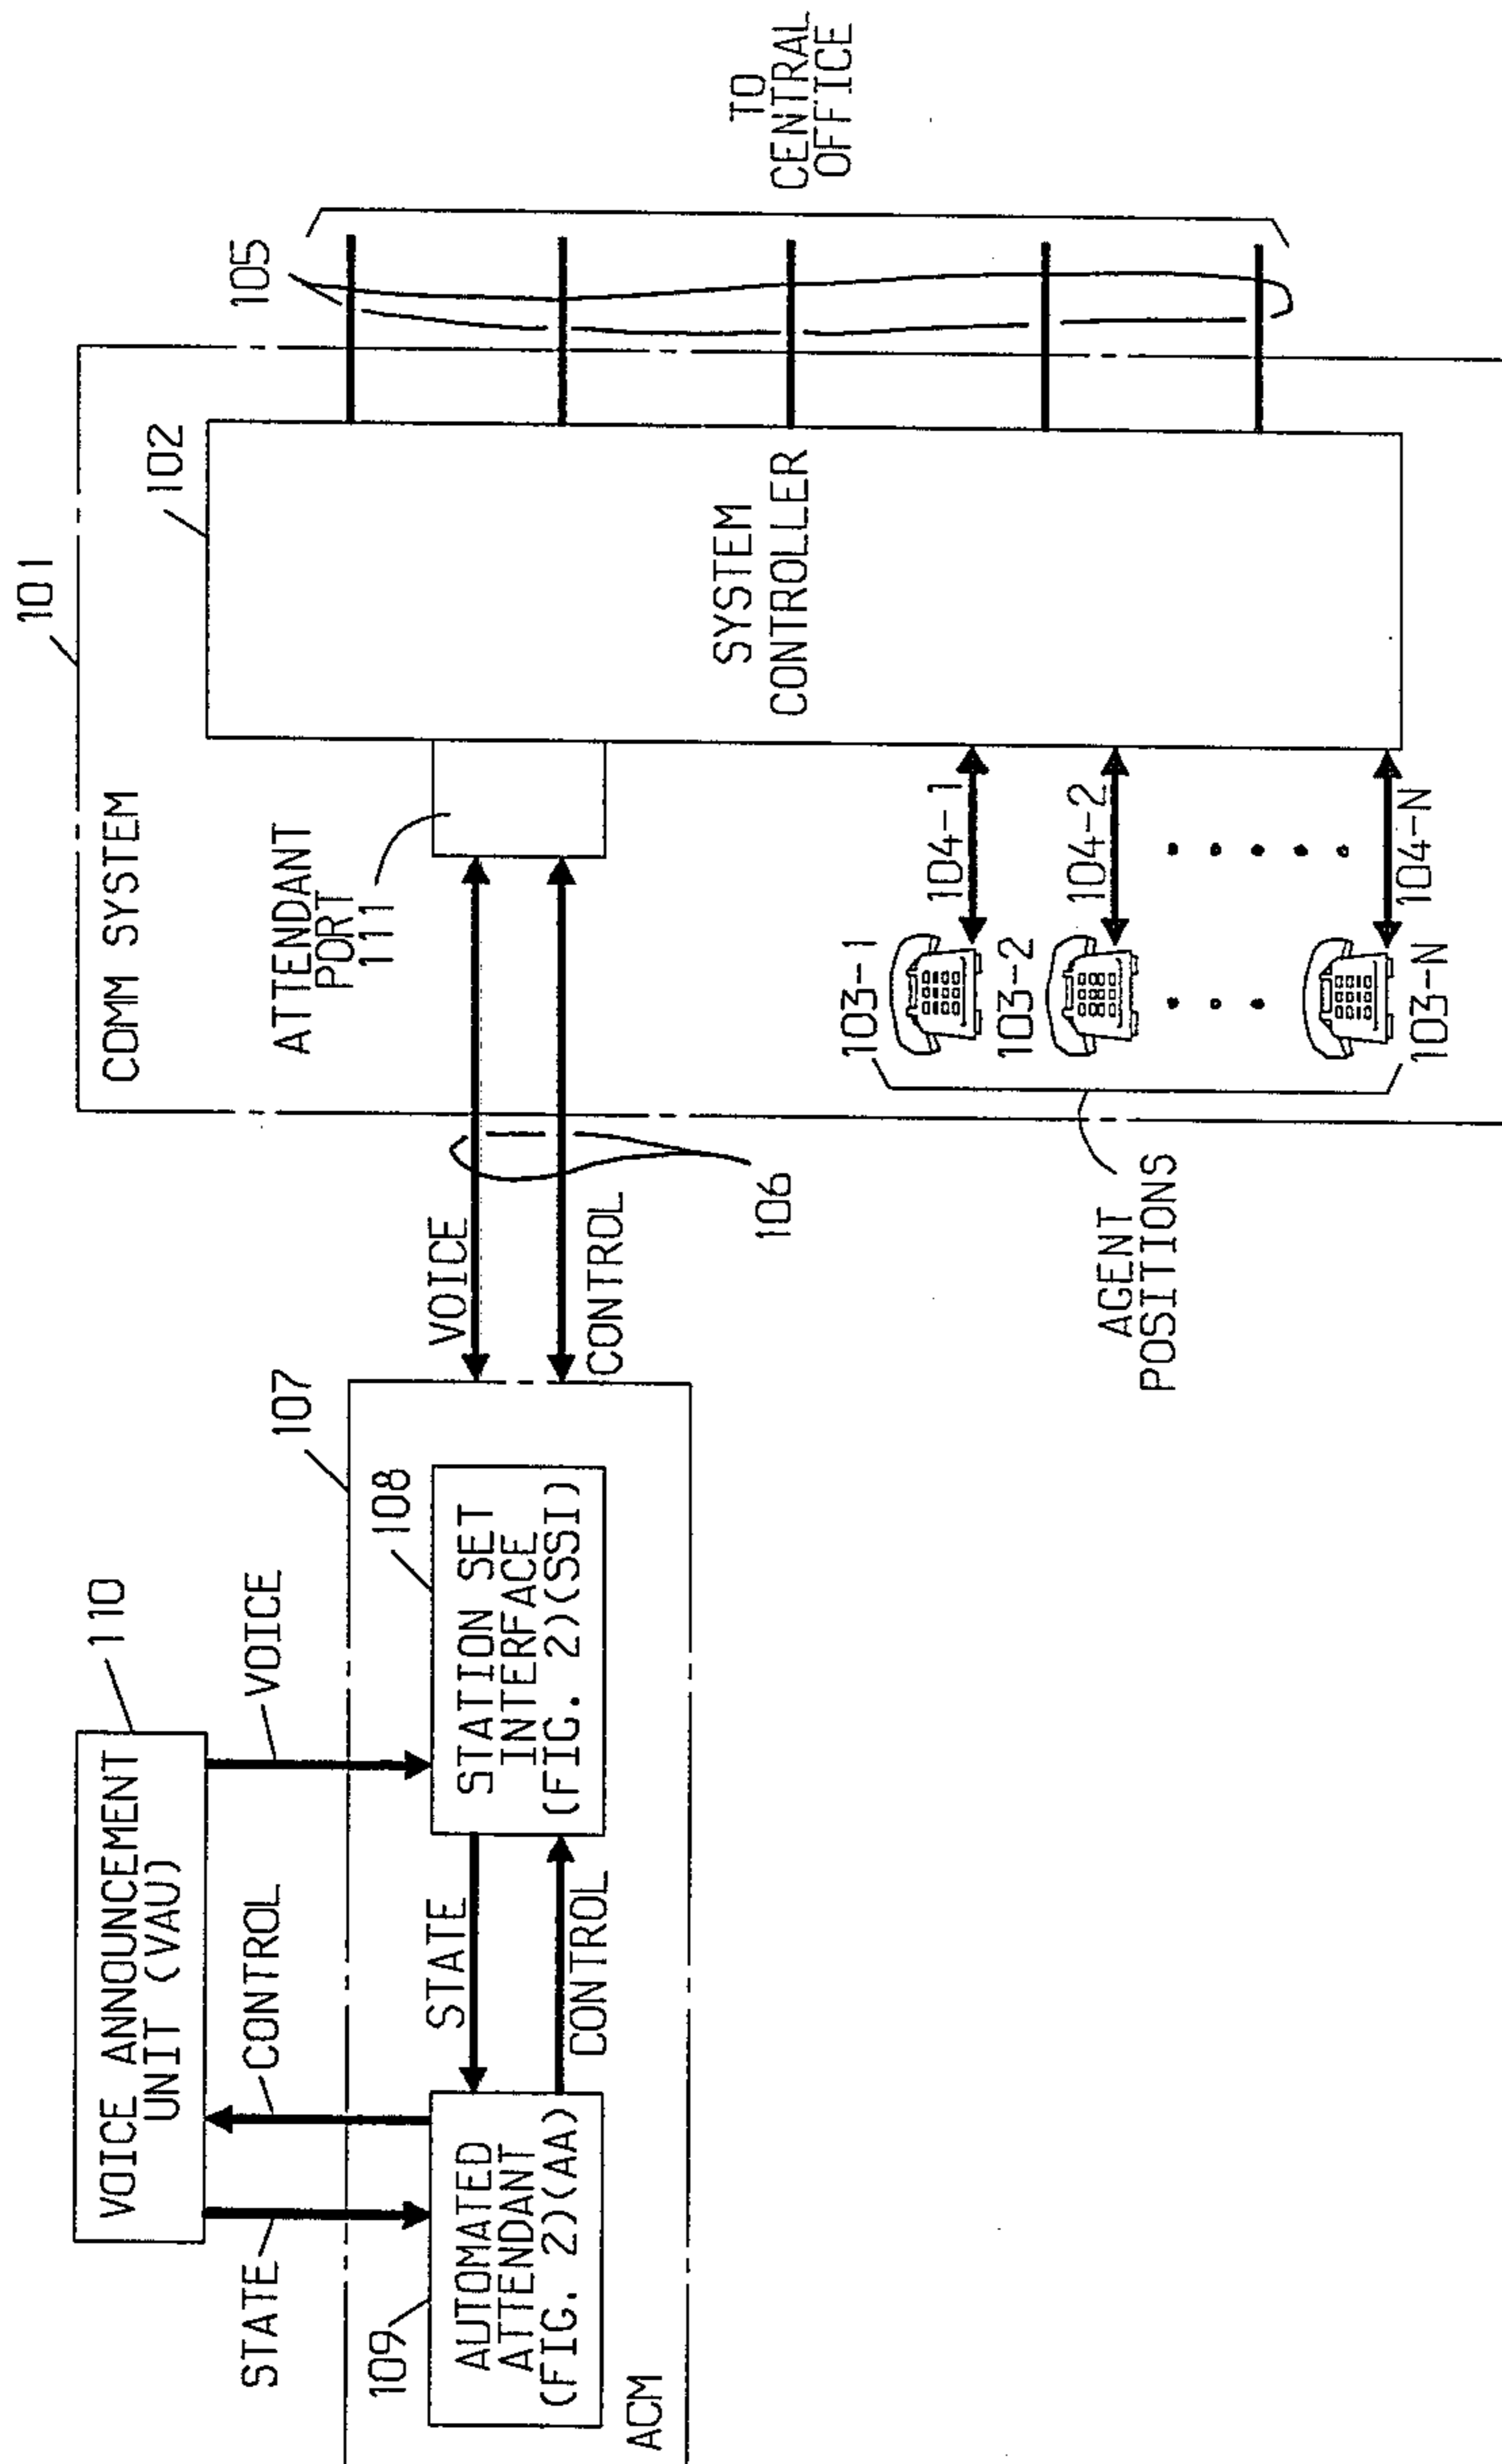 VOICE ANNOUNCEMENT
UNIT (VAU)
110
STATE
CONTROL
VOICE
107
109
AUTOMATED
ATTENDANT
(FIG. 2)(AA)
STATE
CONTROL
108
STATION SET
INTERFACE
(FIG. 2)(SSI)
ACM
VOICE
CONTROL
106
101
COMM SYSTEM
ATTENDANT
PORT
111
102
SYSTEM
CONTROLLER
105
TO
CENTRAL
OFFICE
103-1
104-1
103-2
104-2
103-N
104-N
AGENT
POSITIONS